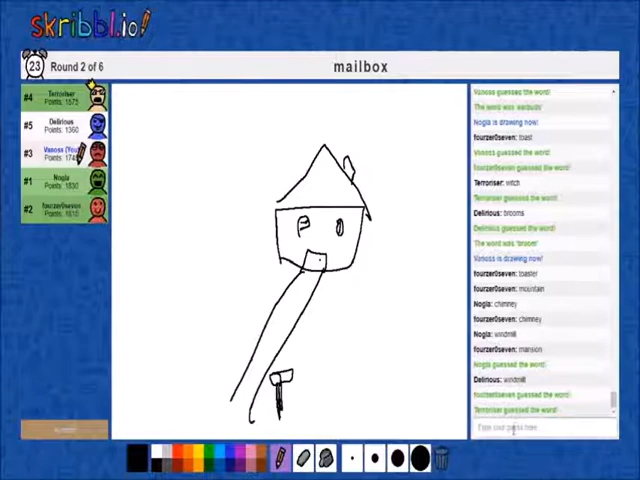 skribbl.io!
23
Round 2 of 6
mailbox
#4
Terroriser
Points: 1575
#5
Delirious
Points: 1360
#3
Vanoss (You)
#1
Nogla
Points: 1830
#2
fourzer0seven
Points: 1610
Vanoss guessed the word!
The word was 'earbuds'
Nogla is drawing now!
fourzer0seven: toast
Vanoss guessed the word!
fourzer0seven guessed the word!
Terroriser: witch
Terroriser guessed the word!
Delirious: brooms
Delirious guessed the word!
The word was 'broom'
Vanoss is drawing now!
fourzer0seven: toaster
fourzer0seven: mountain
Nogla: chimney
fourzer0seven: chimney
Nogla: windmill
fourzer0seven: mansion
Nogla guessed the word!
Delirious: windmill
fourzer0seven guessed the word!
Terroriser guessed the word!
Type your guess here